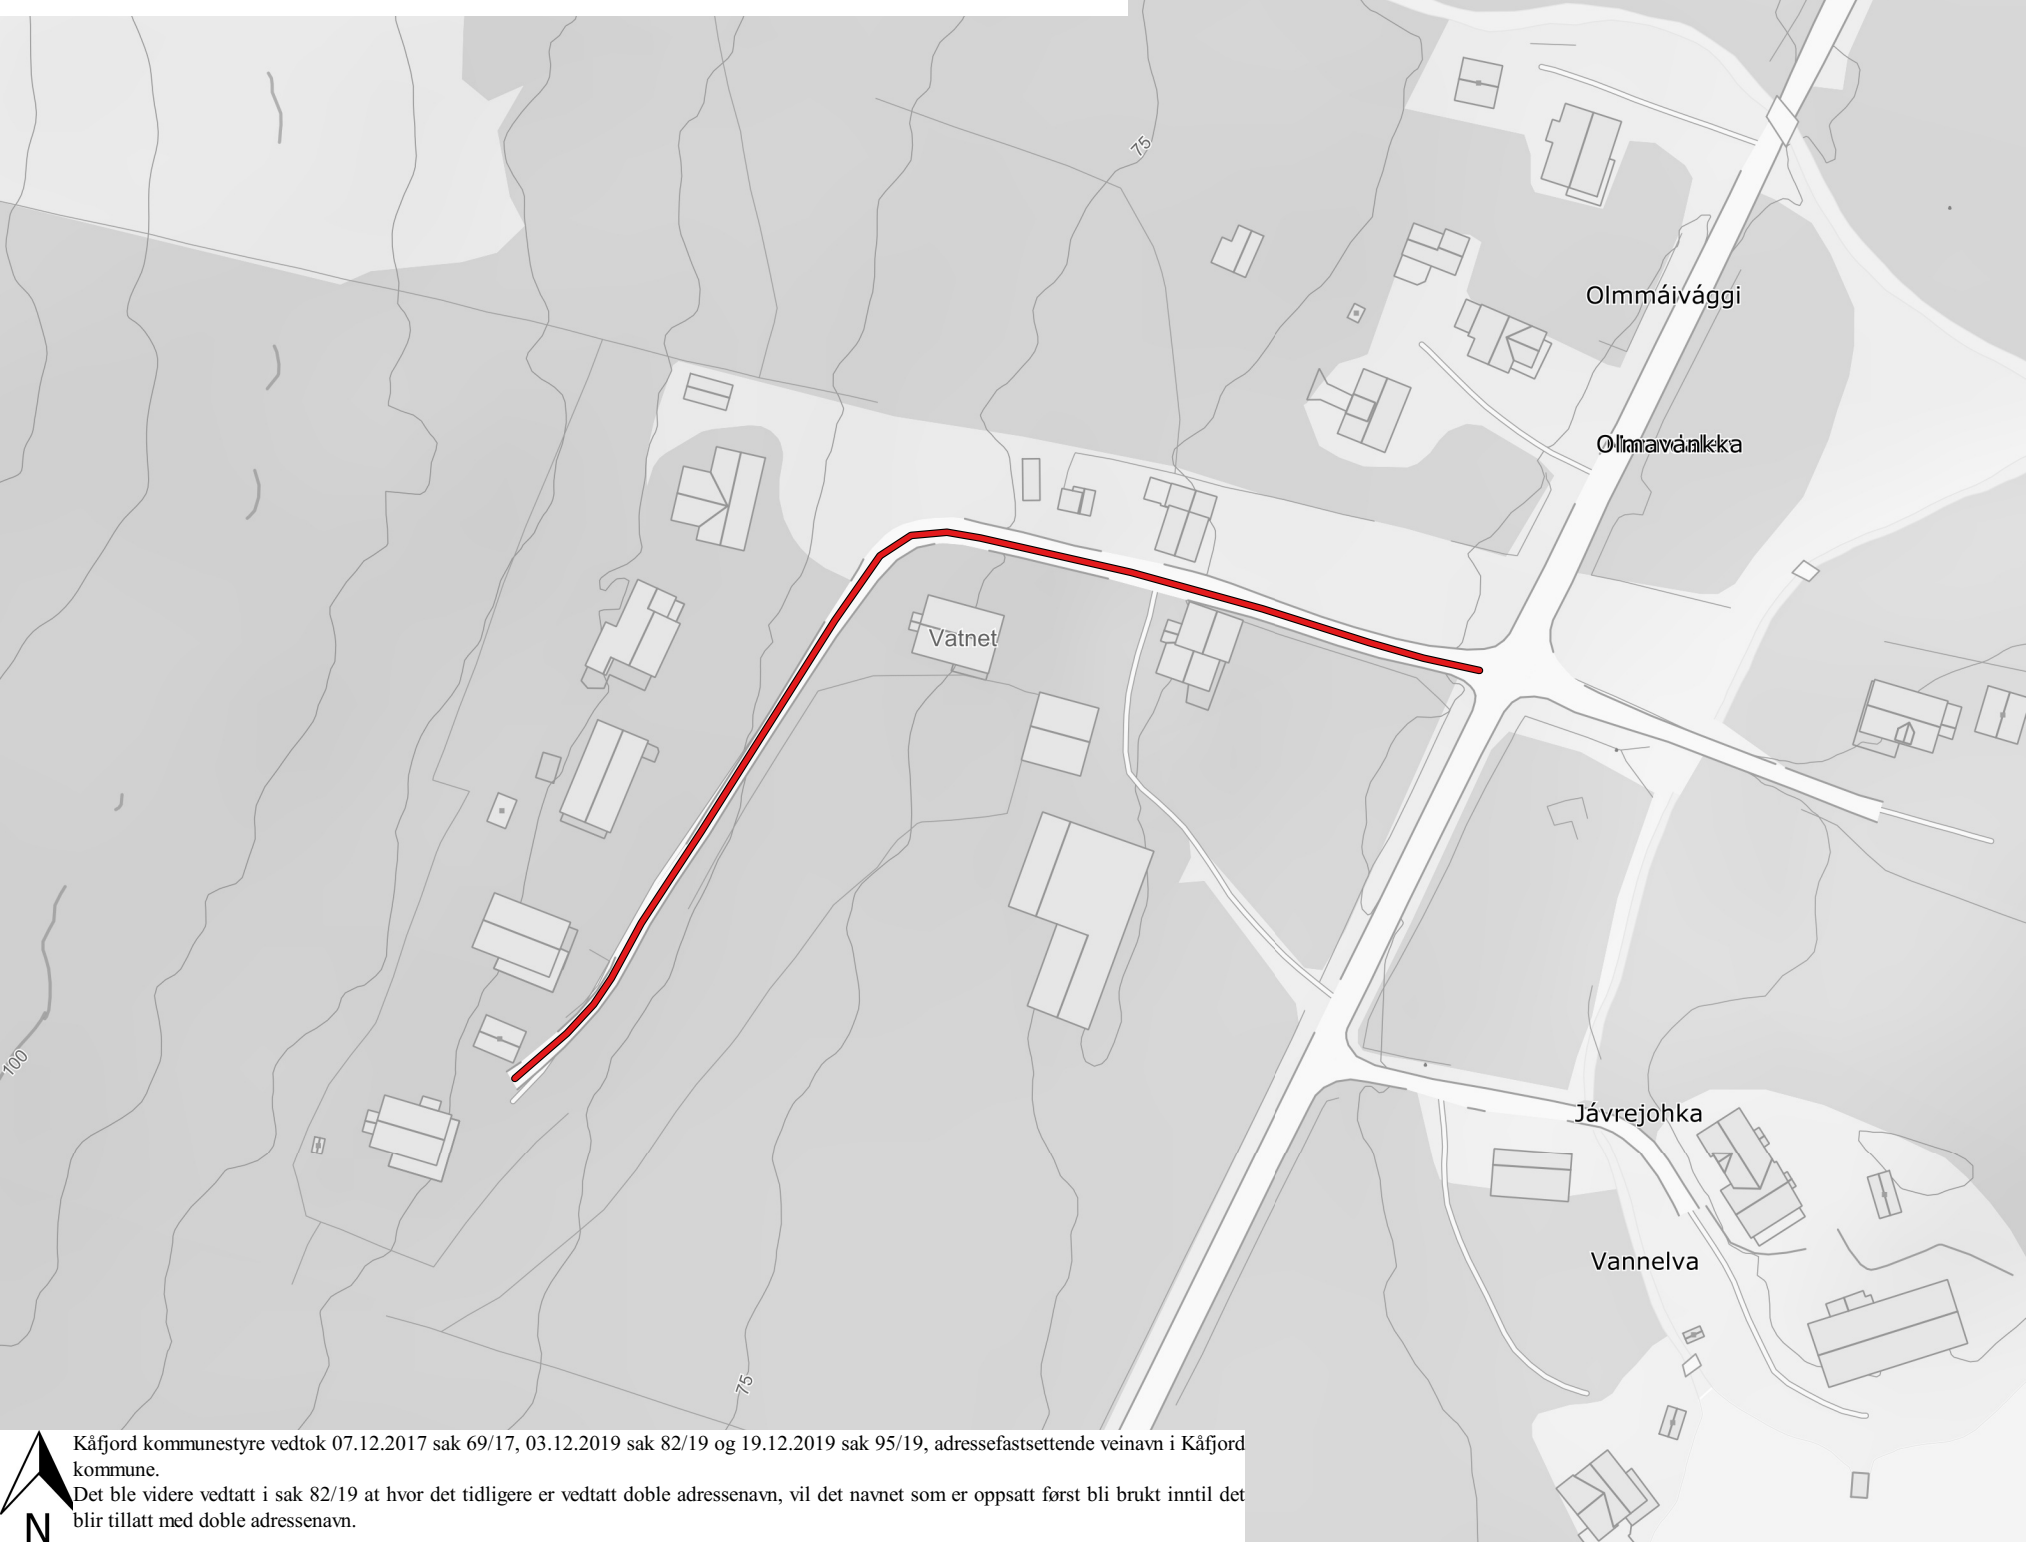 75
Olmmáivággi
Olmavankka
Vatnet
100
Jávrejohka
Vannelva
75
Kåfjord kommunestyre vedtok 07.12.2017 sak 69/17, 03.12.2019 sak 82/19 og 19.12.2019 sak 95/19, adressefastsettende veinavn i Kåfjord
kommune.
Det ble videre vedtatt i sak 82/19 at hvor det tidligere er vedtatt doble adressenavn, vil det navnet som er oppsatt først bli brukt inntil det
blir tillatt med doble adressenavn.
N